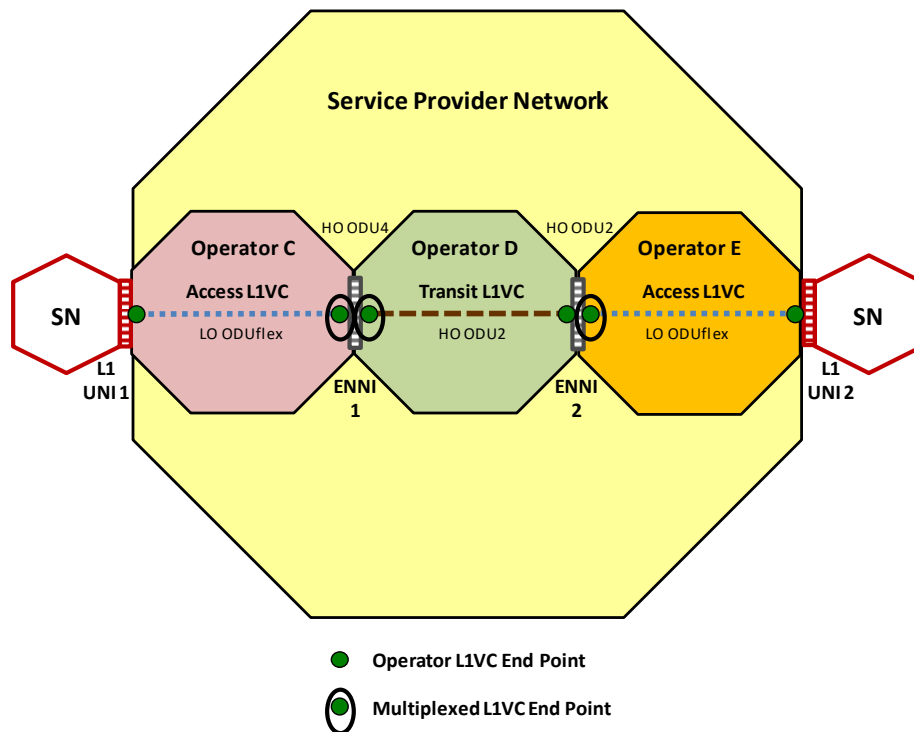 Service Provider Network
HO ODU4
HO ODU2
Operator C
Operator D
Operator E
SN
Access L1VC
Transit L1VC
Access L1VC
SN
LO ODUflex
HO ODU2
LO ODUflex
L1
UNI 1
ENNI
1
ENNI
2
L1
UNI 2
Operator L1VC End Point
Multiplexed L1VC End Point